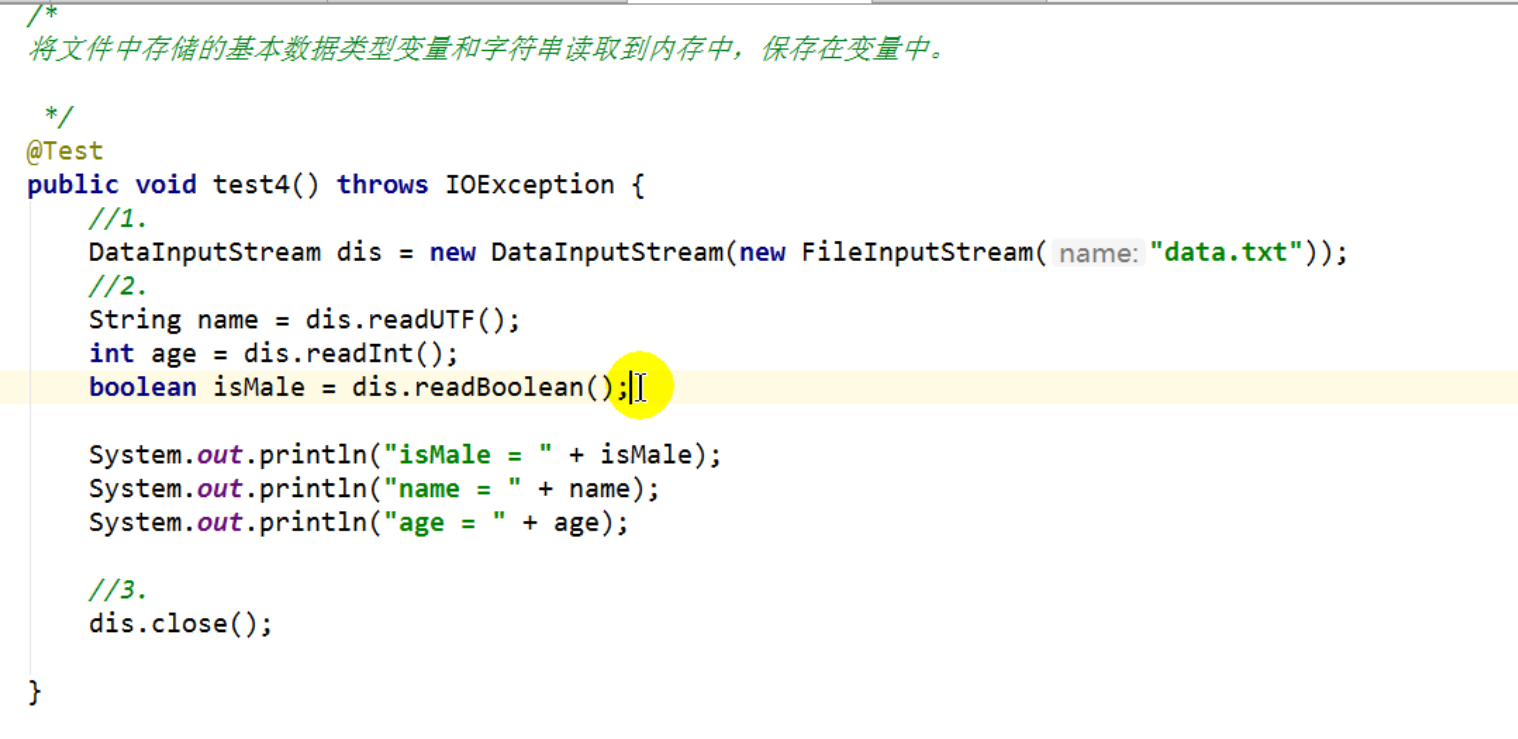 /*
将文件中存储的基本数据类型变量和字符串读取到内存中，保存在变量中。
*/
@Test
public void test4() throws IOException {
//1.
DataInputStream dis = new DataInputStream(new FileInputStream( name: "data.txt"));
//2.
String name = dis.readUTF();
int age = dis.readInt();
boolean isMale = dis.readBoolean();
System.out.println("isMale = " + isMale);
System.out.println("name = " + name);
System.out.println("age = " + age);
//3.
dis.close();
}